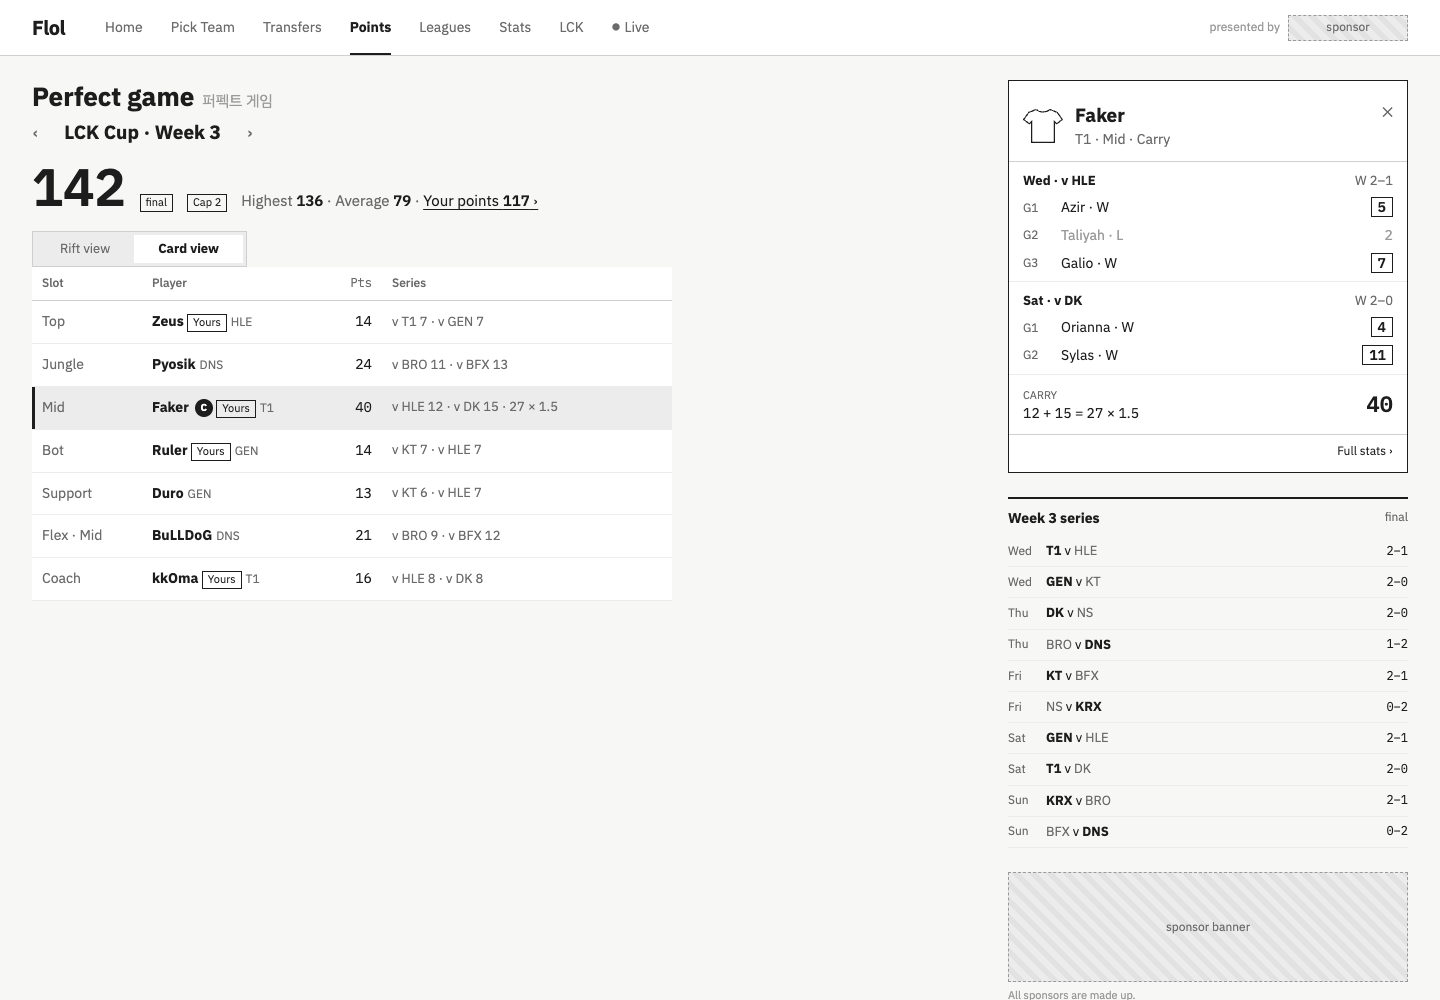 Flol Home Pick Team Transfers Points Leagues Stats LCK Live presented by sponsor
Perfect game 퍼펙트 게임
‹ LCK Cup · Week 3 ›
142 final Cap 2 Highest 136 · Average 79 · Your points 117 ›
Rift view Card view
Slot Player Pts Series
Top Zeus Yours HLE 14 v T1 7 · v GEN 7
Jungle Pyosik DNS 24 v BRO 11 · v BFX 13
Mid Faker C Yours T1 40 v HLE 12 · v DK 15 · 27 × 1.5
Bot Ruler Yours GEN 14 v KT 7 · v HLE 7
Support Duro GEN 13 v KT 6 · v HLE 7
Flex · Mid BuLLDoG DNS 21 v BRO 9 · v BFX 12
Coach kkOma Yours T1 16 v HLE 8 · v DK 8
Faker ×
T1 · Mid · Carry
Wed · v HLE W 2–1
G1 Azir · W 5
G2 Taliyah · L 2
G3 Galio · W 7
Sat · v DK W 2–0
G1 Orianna · W 4
G2 Sylas · W 11
CARRY
12 + 15 = 27 × 1.5 40
Full stats ›
Week 3 series final
Wed T1 v HLE 2–1
Wed GEN v KT 2–0
Thu DK v NS 2–0
Thu BRO v DNS 1–2
Fri KT v BFX 2–1
Fri NS v KRX 0–2
Sat GEN v HLE 2–1
Sat T1 v DK 2–0
Sun KRX v BRO 2–1
Sun BFX v DNS 0–2
sponsor banner
All sponsors are made up.